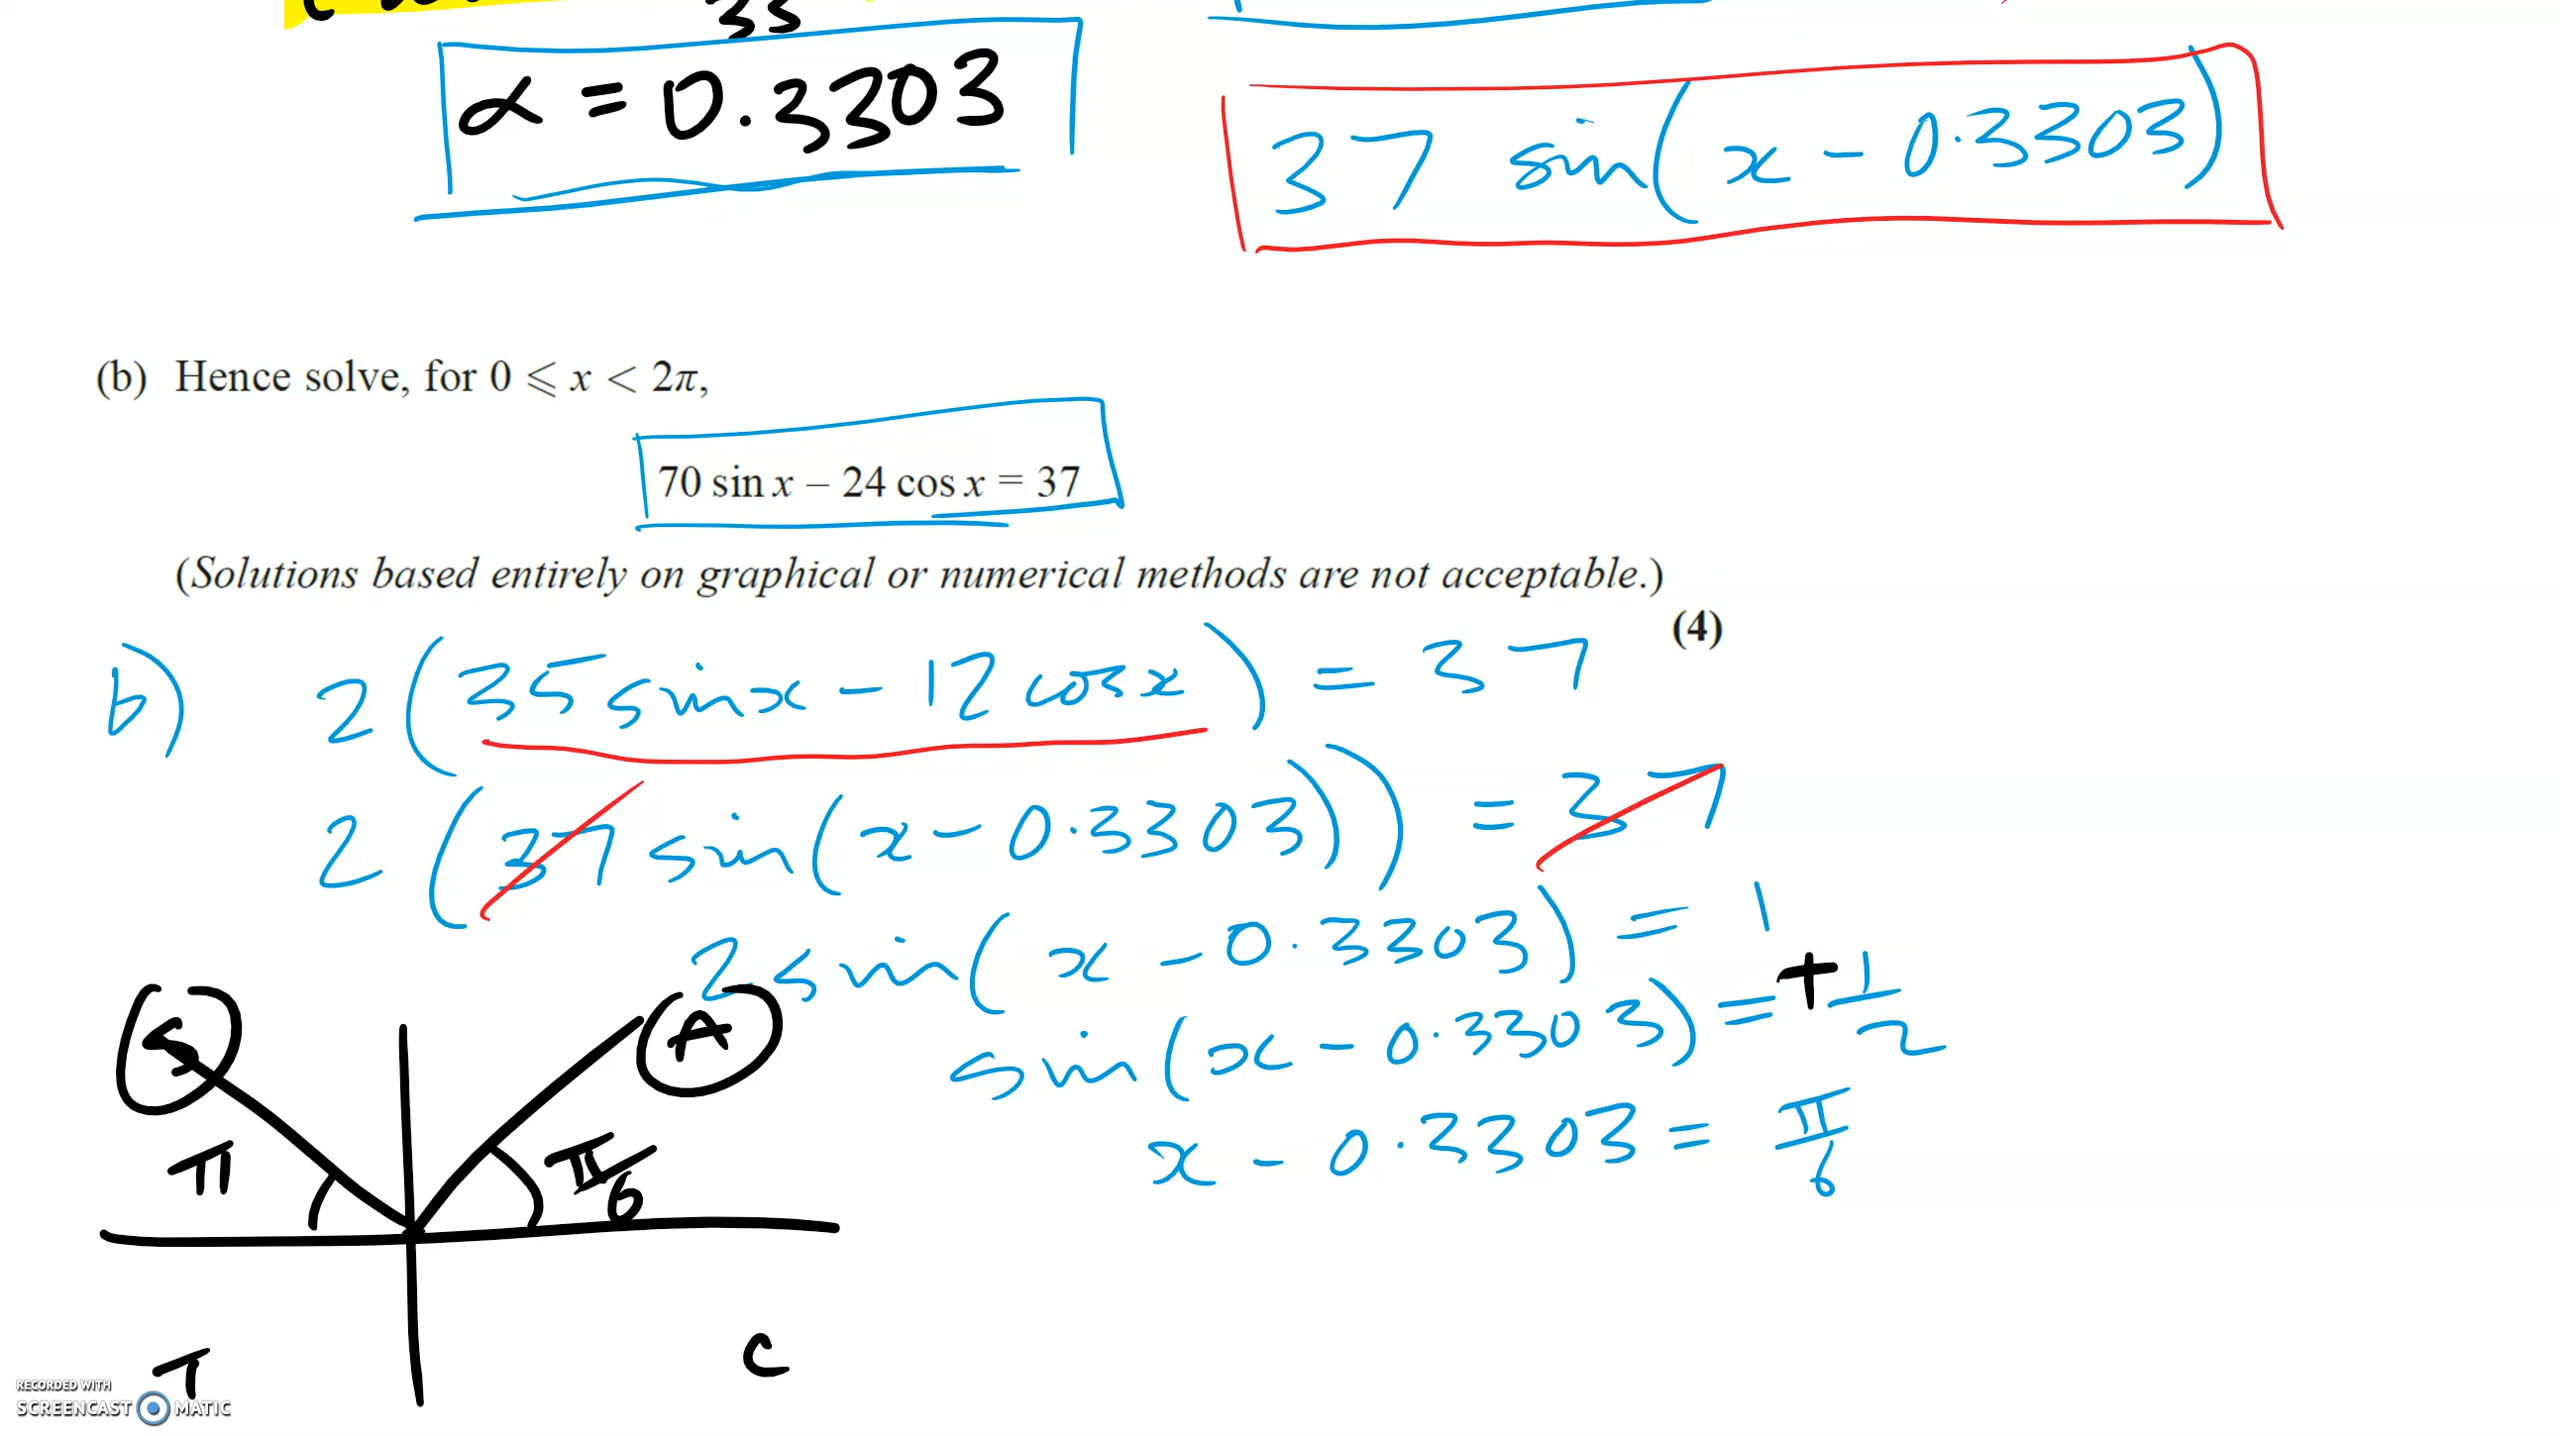 α = 0.3303
37 sin(x - 0.3303)
(b) Hence solve, for 0 ⩽ x < 2π,
70 sin x – 24 cos x = 37
(Solutions based entirely on graphical or numerical methods are not acceptable.)
(4)
b) 2(35 sin x - 12 cos x) = 37
2(37 sin(x - 0.3303)) = 37
2 sin(x - 0.3303) = 1
sin(x - 0.3303) = + 1/2
x - 0.3303 = π/6
S A
π π/6
T C
RECORDED WITH
SCREENCAST MATIC